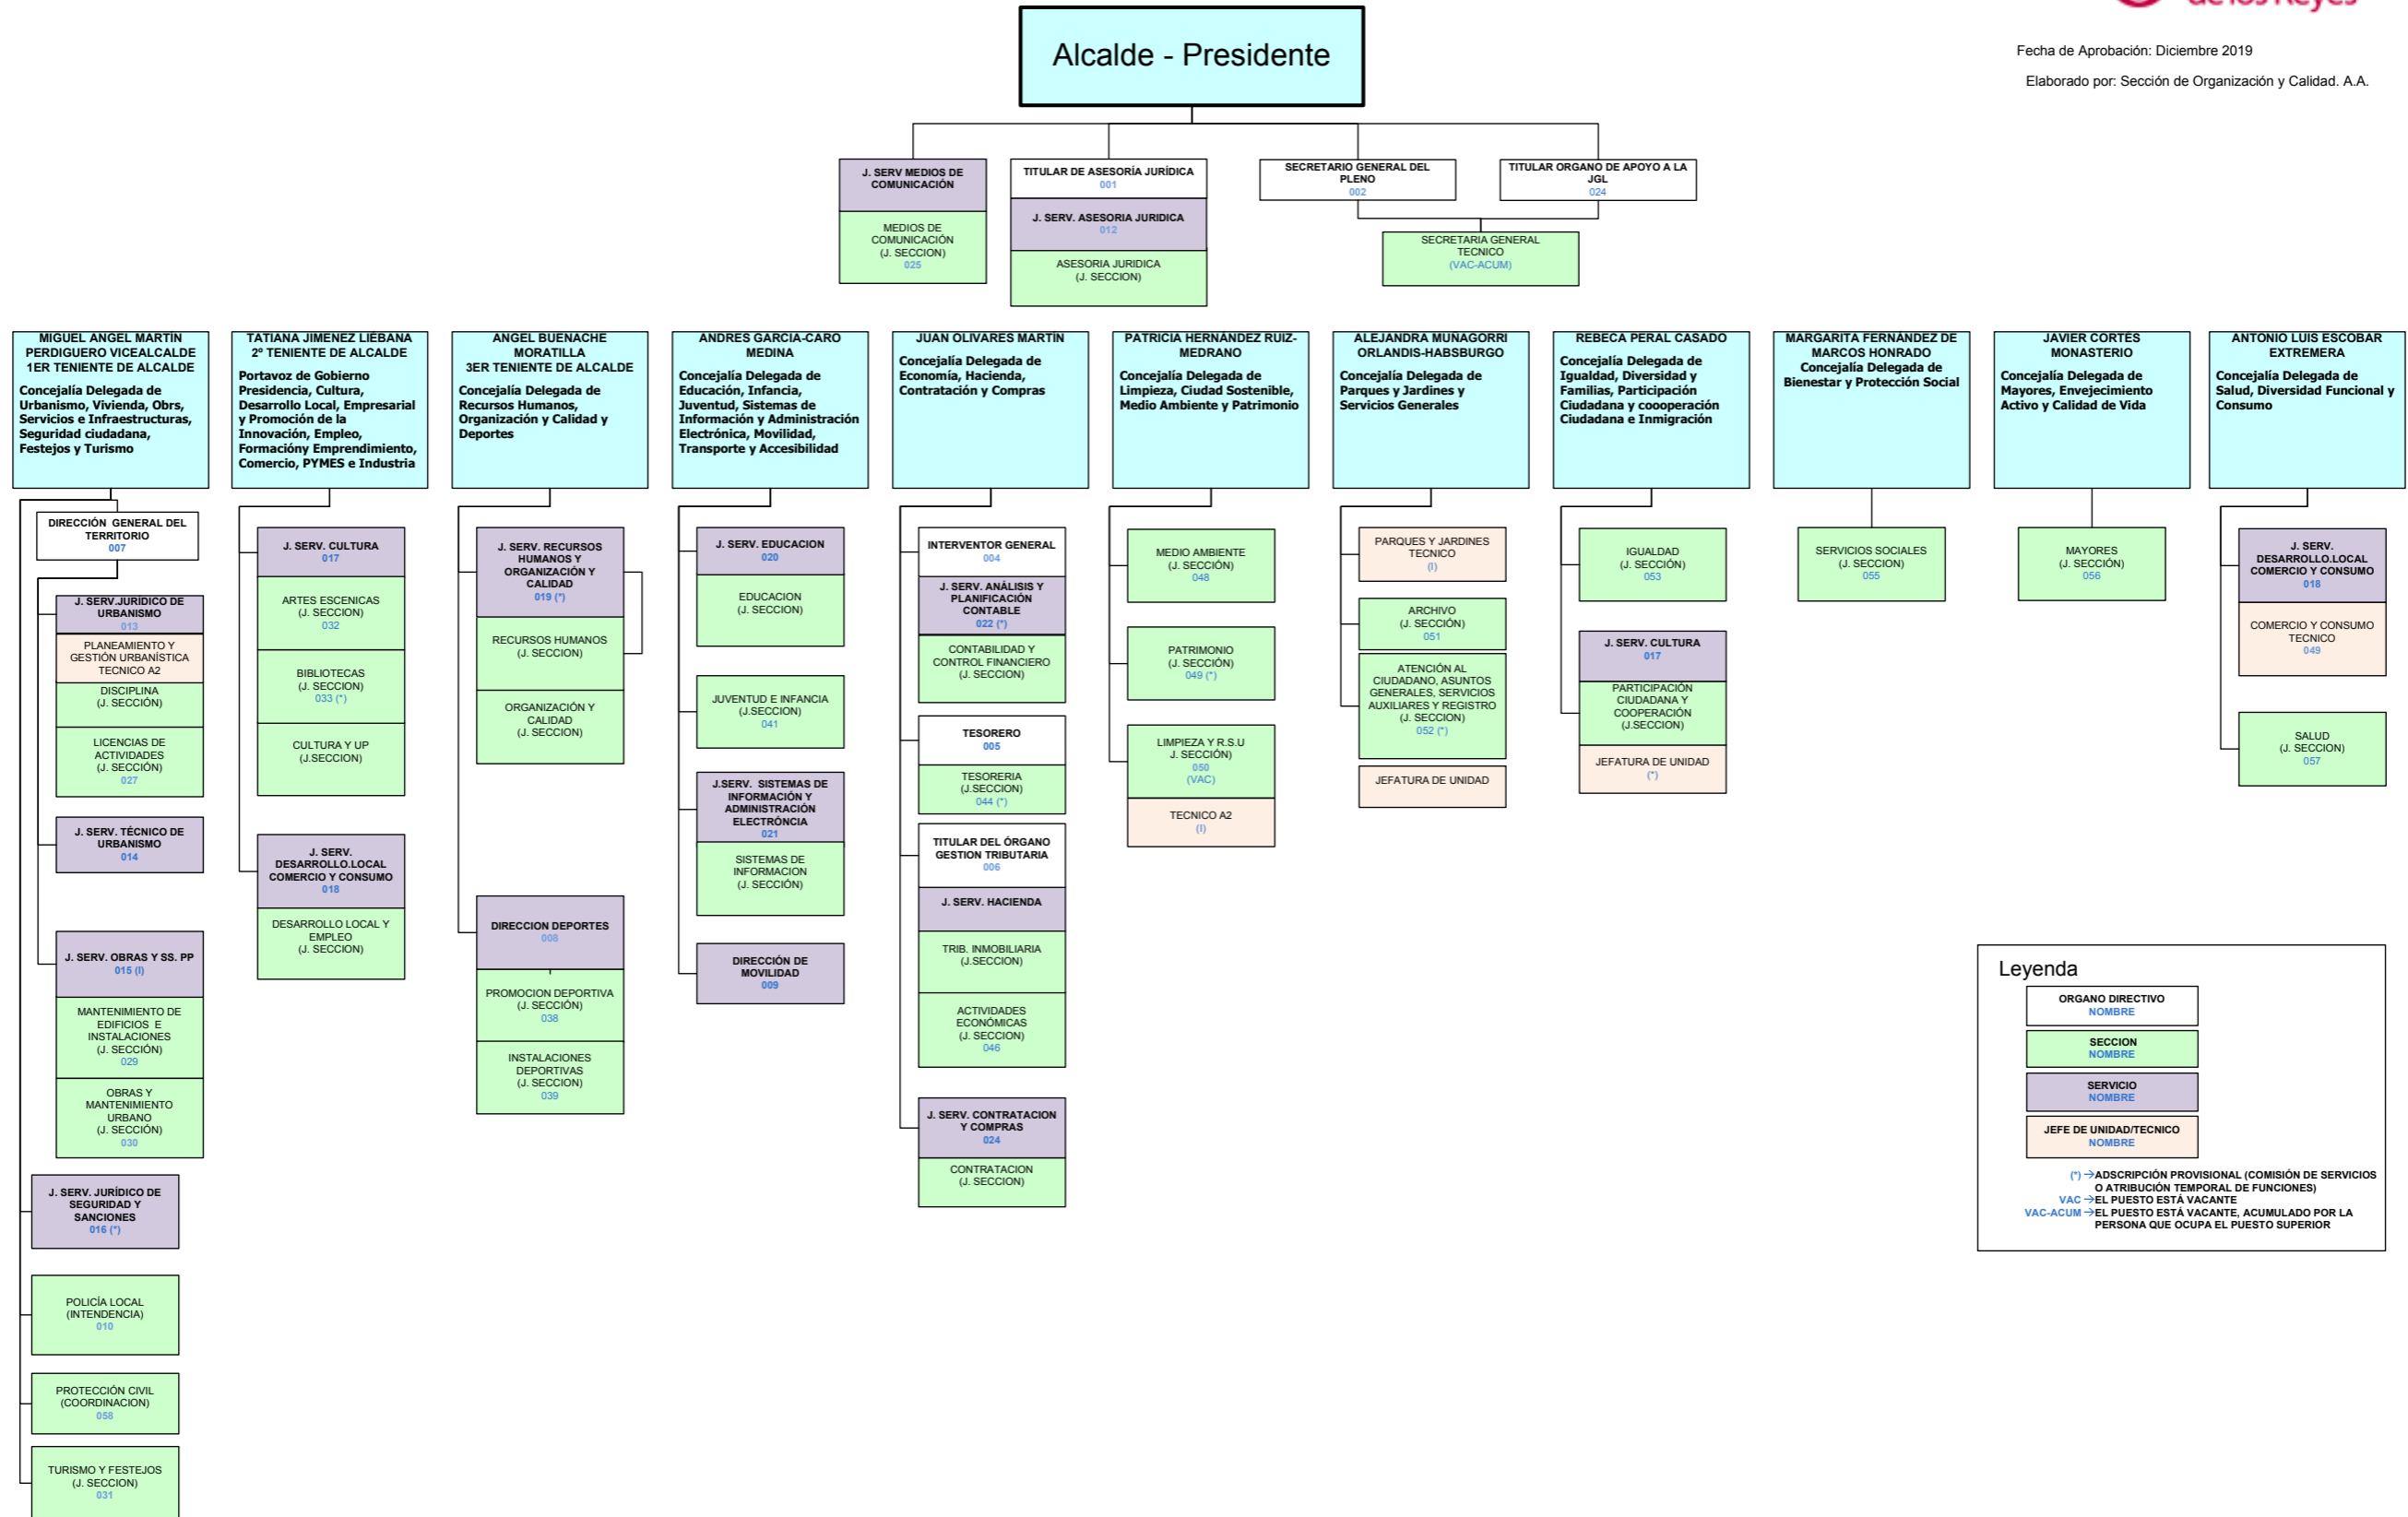 de los Reyes
Fecha de Aprobación: Diciembre 2019
Elaborado por: Sección de Organización y Calidad. A.A.
Alcalde - Presidente
J. SERV MEDIOS DE
COMUNICACIÓN
MEDIOS DE
COMUNICACIÓN
(J. SECCION)
025
TITULAR DE ASESORÍA JURÍDICA
001
J. SERV. ASESORIA JURIDICA
012
ASESORIA JURIDICA
(J. SECCION)
SECRETARIO GENERAL DEL
PLENO
002
TITULAR ORGANO DE APOYO A LA
JGL
024
SECRETARIA GENERAL
TECNICO
(VAC-ACUM)
MIGUEL ANGEL MARTÍN
PERDIGUERO VICEALCALDE
1ER TENIENTE DE ALCALDE
Concejalía Delegada de
Urbanismo, Vivienda, Obrs,
Servicios e Infraestructuras,
Seguridad ciudadana,
Festejos y Turismo
DIRECCIÓN GENERAL DEL
TERRITORIO
007
J. SERV.JURÍDICO DE
URBANISMO
013
PLANEAMIENTO Y
GESTIÓN URBANÍSTICA
TECNICO A2
DISCIPLINA
(J. SECCIÓN)
LICENCIAS DE
ACTIVIDADES
(J. SECCIÓN)
027
J. SERV. TÉCNICO DE
URBANISMO
014
J. SERV. OBRAS Y SS. PP
015 (I)
MANTENIMIENTO DE
EDIFICIOS E
INSTALACIONES
(J. SECCIÓN)
029
OBRAS Y
MANTENIMIENTO
URBANO
(J. SECCIÓN)
030
J. SERV. JURÍDICO DE
SEGURIDAD Y
SANCIONES
016 (*)
POLICÍA LOCAL
(INTENDENCIA)
010
PROTECCIÓN CIVIL
(COORDINACION)
058
TURISMO Y FESTEJOS
(J. SECCION)
031
TATIANA JIMENEZ LIÉBANA
2º TENIENTE DE ALCALDE
Portavoz de Gobierno
Presidencia, Cultura,
Desarrollo Local, Empresarial
y Promoción de la
Innovación, Empleo,
Formacióny Emprendimiento,
Comercio, PYMES e Industria
J. SERV. CULTURA
017
ARTES ESCENICAS
(J. SECCION)
032
BIBLIOTECAS
(J. SECCION)
033 (*)
CULTURA Y UP
(J.SECCION)
J. SERV.
DESARROLLO.LOCAL
COMERCIO Y CONSUMO
018
DESARROLLO LOCAL Y
EMPLEO
(J. SECCION)
ANGEL BUENACHE
MORATILLA
3ER TENIENTE DE ALCALDE
Concejalía Delegada de
Recursos Humanos,
Organización y Calidad y
Deportes
J. SERV. RECURSOS
HUMANOS Y
ORGANIZACIÓN Y
CALIDAD
019 (*)
RECURSOS HUMANOS
(J. SECCION)
ORGANIZACIÓN Y
CALIDAD
(J. SECCION)
DIRECCION DEPORTES
008
PROMOCION DEPORTIVA
(J. SECCIÓN)
038
INSTALACIONES
DEPORTIVAS
(J. SECCION)
039
ANDRES GARCIA-CARO
MEDINA
Concejalía Delegada de
Educación, Infancia,
Juventud, Sistemas de
Información y Administración
Electrónica, Movilidad,
Transporte y Accesibilidad
J. SERV. EDUCACION
020
EDUCACION
(J. SECCION)
JUVENTUD E INFANCIA
(J.SECCION)
041
J.SERV. SISTEMAS DE
INFORMACIÓN Y
ADMINISTRACIÓN
ELECTRÓNCIA
021
SISTEMAS DE
INFORMACION
(J. SECCIÓN)
DIRECCIÓN DE
MOVILIDAD
009
JUAN OLIVARES MARTÍN
Concejalía Delegada de
Economía, Hacienda,
Contratación y Compras
INTERVENTOR GENERAL
004
J. SERV. ANÁLISIS Y
PLANIFICACIÓN
CONTABLE
022 (*)
CONTABILIDAD Y
CONTROL FINANCIERO
(J. SECCIÓN)
TESORERO
005
TESORERIA
(J.SECCION)
044 (*)
TITULAR DEL ÓRGANO
GESTION TRIBUTARIA
006
J. SERV. HACIENDA
TRIB. INMOBILIARIA
(J.SECCION)
ACTIVIDADES
ECONÓMICAS
(J. SECCION)
046
J. SERV. CONTRATACION
Y COMPRAS
024
CONTRATACION
(J. SECCIÓN)
PATRICIA HERNÁNDEZ RUIZ-
MEDRANO
Concejalía Delegada de
Limpieza, Ciudad Sostenible,
Medio Ambiente y Patrimonio
MEDIO AMBIENTE
(J. SECCIÓN)
048
PATRIMONIO
(J. SECCIÓN)
049 (*)
LIMPIEZA Y R.S.U
J. SECCIÓN)
050
(VAC)
TECNICO A2
(I)
ALEJANDRA MUÑAGORRI
ORLANDIS-HABSBURGO
Concejalía Delegada de
Parques y Jardines y
Servicios Generales
PARQUES Y JARDINES
TECNICO
(I)
ARCHIVO
(J. SECCIÓN)
051
ATENCIÓN AL
CIUDADANO, ASUNTOS
GENERALES, SERVICIOS
AUXILIARES Y REGISTRO
(J. SECCION)
052 (*)
JEFATURA DE UNIDAD
REBECA PERAL CASADO
Concejalía Delegada de
Igualdad, Diversidad y
Familias, Participación
Ciudadana y coooperación
Ciudadana e Inmigración
IGUALDAD
(J. SECCIÓN)
053
J. SERV. CULTURA
017
PARTICIPACIÓN
CIUDADANA Y
COOPERACIÓN
(J.SECCION)
JEFATURA DE UNIDAD
(*)
MARGARITA FERNÁNDEZ DE
MARCOS HONRADO
Concejalía Delegada de
Bienestar y Protección Social
SERVICIOS SOCIALES
(J. SECCION)
055
JAVIER CORTÉS
MONASTERIO
Concejalía Delegada de
Mayores, Envejecimiento
Activo y Calidad de Vida
MAYORES
(J. SECCIÓN)
056
ANTONIO LUIS ESCOBAR
EXTREMERA
Concejalía Delegada de
Salud, Diversidad Funcional y
Consumo
J. SERV.
DESARROLLO.LOCAL
COMERCIO Y CONSUMO
018
COMERCIO Y CONSUMO
TECNICO
049
SALUD
(J. SECCION)
057
Leyenda
ORGANO DIRECTIVO
NOMBRE
SECCION
NOMBRE
SERVICIO
NOMBRE
JEFE DE UNIDAD/TECNICO
NOMBRE
(*) → ADSCRIPCIÓN PROVISIONAL (COMISIÓN DE SERVICIOS
O ATRIBUCIÓN TEMPORAL DE FUNCIONES)
VAC → EL PUESTO ESTÁ VACANTE
VAC-ACUM → EL PUESTO ESTÁ VACANTE, ACUMULADO POR LA
PERSONA QUE OCUPA EL PUESTO SUPERIOR